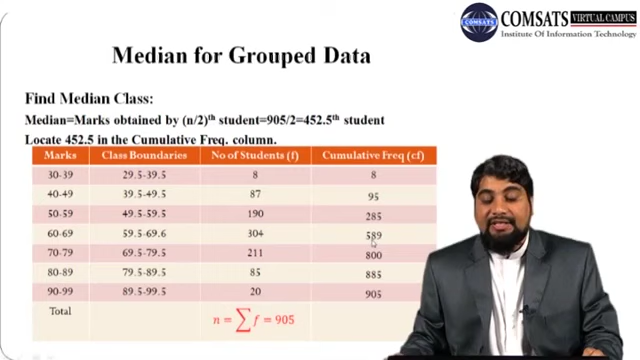 COMSATS VIRTUAL CAMPUS
Institute Of Information Technology
COMSATS
Median for Grouped Data
Find Median Class:
Median=Marks obtained by (n/2)th student=905/2=452.5th student
Locate 452.5 in the Cumulative Freq. column.
Marks Class Boundaries No of Students (f) Cumulative Freq (cf)
30-39 29.5-39.5 8 8
40-49 39.5-49.5 87 95
50-59 49.5-59.5 190 285
60-69 59.5-69.6 304 589
70-79 69.5-79.5 211 800
80-89 79.5-89.5 85 885
90-99 89.5-99.5 20 905
Total n = ∑ f = 905